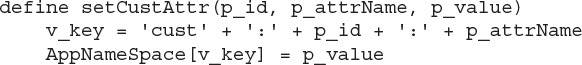 define setCustAttr(p_id, p_attrName, p_value)
    v_key = 'cust' + ':' + p_id + ':' + p_attrName
    AppNameSpace[v_key] = p_value